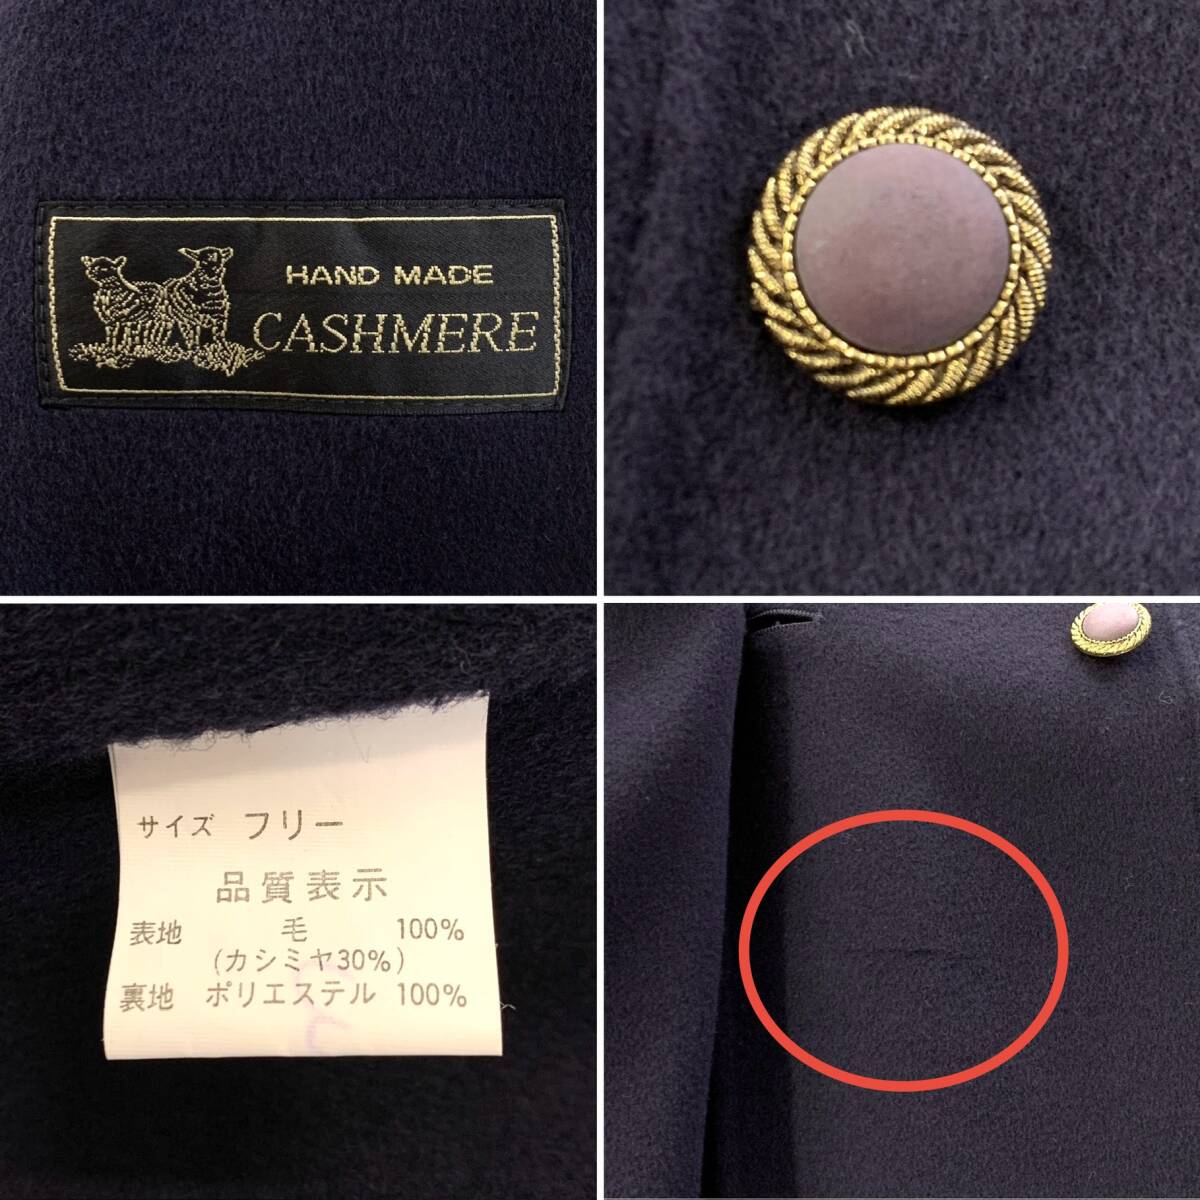 HAND MADE
CASHMERE
サイズ フリー
品質表示
表地 毛 100%
(カシミヤ30%)
裏地 ポリエステル 100%